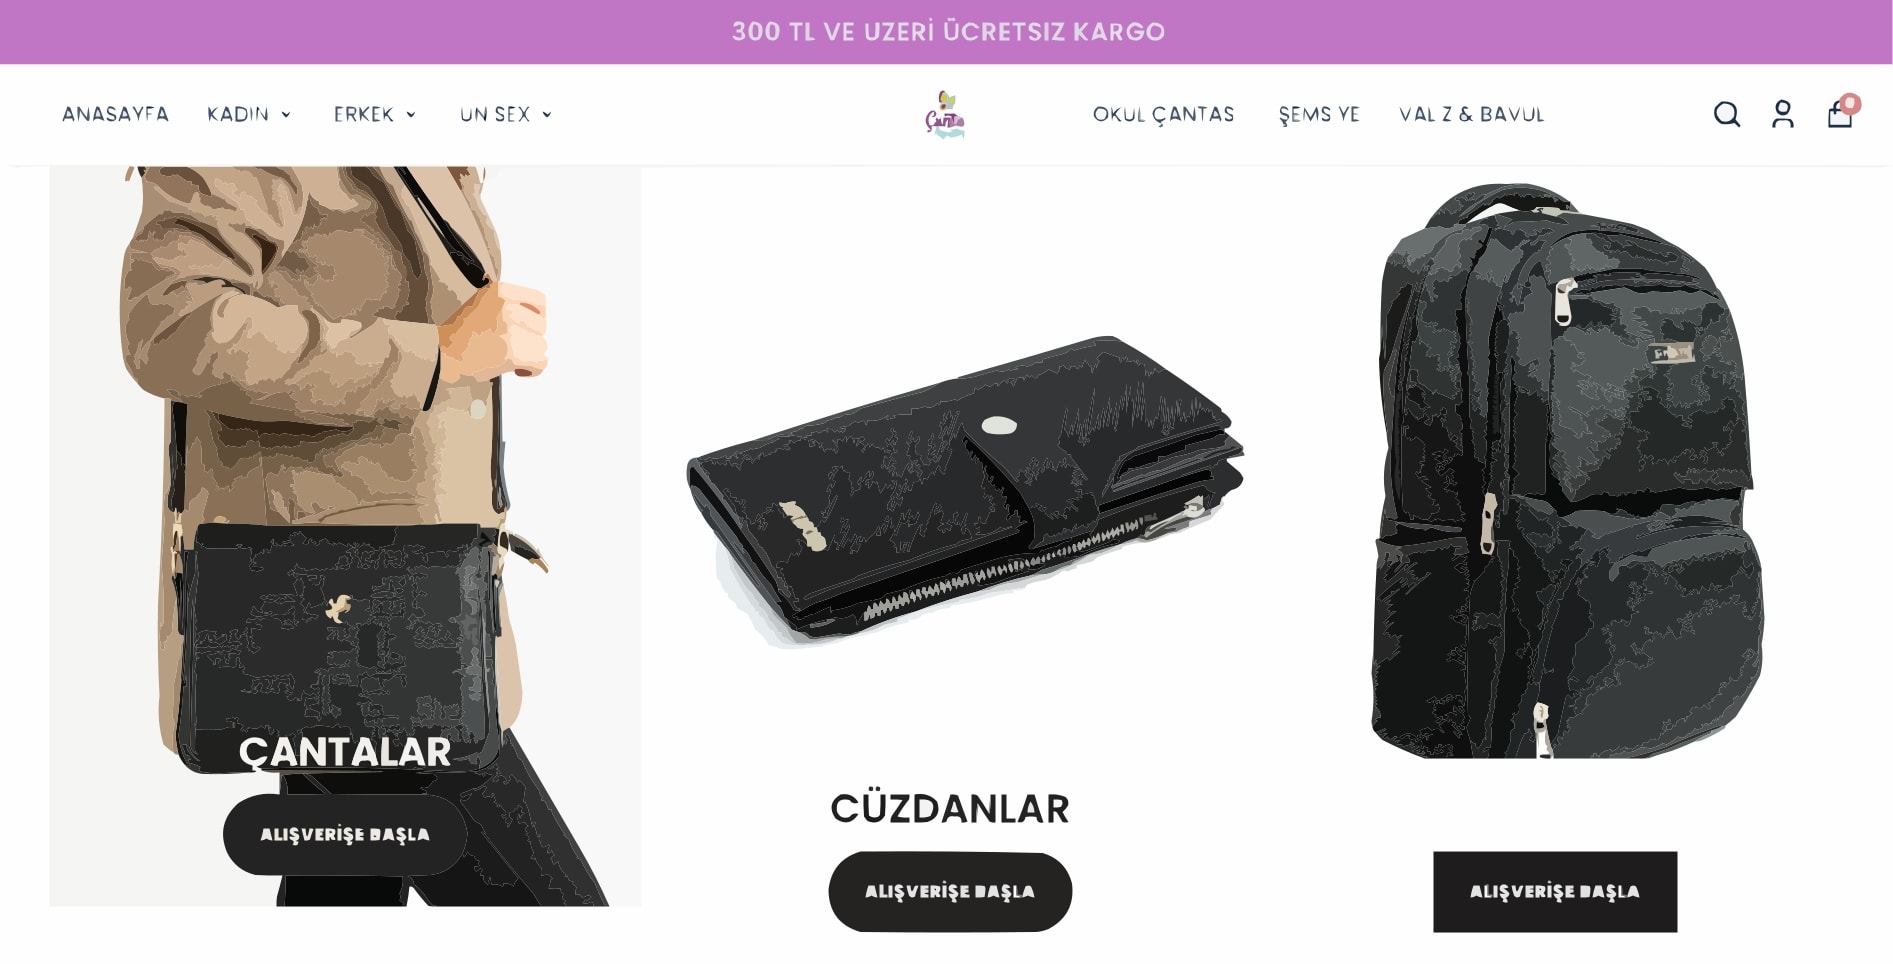 300 TL VE UZERİ ÜCRETSIZ KARGO
ANASAYFA KADIN ERKEK UN SEX OKUL ÇANTAS ŞEMS YE VAL Z & BAVUL
0
ÇANTALAR
ALIŞVERİŞE BAŞLA
CÜZDANLAR
ALIŞVERİŞE BAŞLA
ALIŞVERİŞE BAŞLA